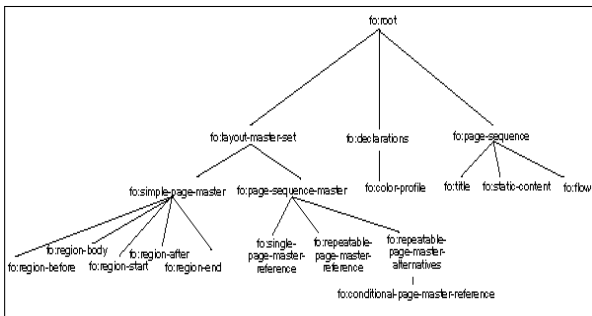 fo:root
fo:layout-master-set
fo:declarations
fo:page-sequence
fo:simple-page-master
fo:page-sequence-master
fo:color-profile
fo:title
fo:static-content
fo:flow
fo:region-body
fo:region-after
fo:region-before
fo:region-start
fo:region-end
fo:single-
page-master-
reference
fo:repeatable-
page-master-
reference
fo:repeatable-
page-master-
alternatives
fo:conditional-page-master-reference